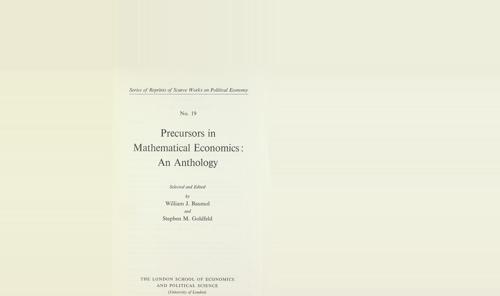 Series of Reprints of Scarce Works on Political Economy
No. 19
Precursors in
Mathematical Economics:
An Anthology
Selected and Edited
by
William J. Baumol
and
Stephen M. Goldfeld
THE LONDON SCHOOL OF ECONOMICS
AND POLITICAL SCIENCE
(University of London)